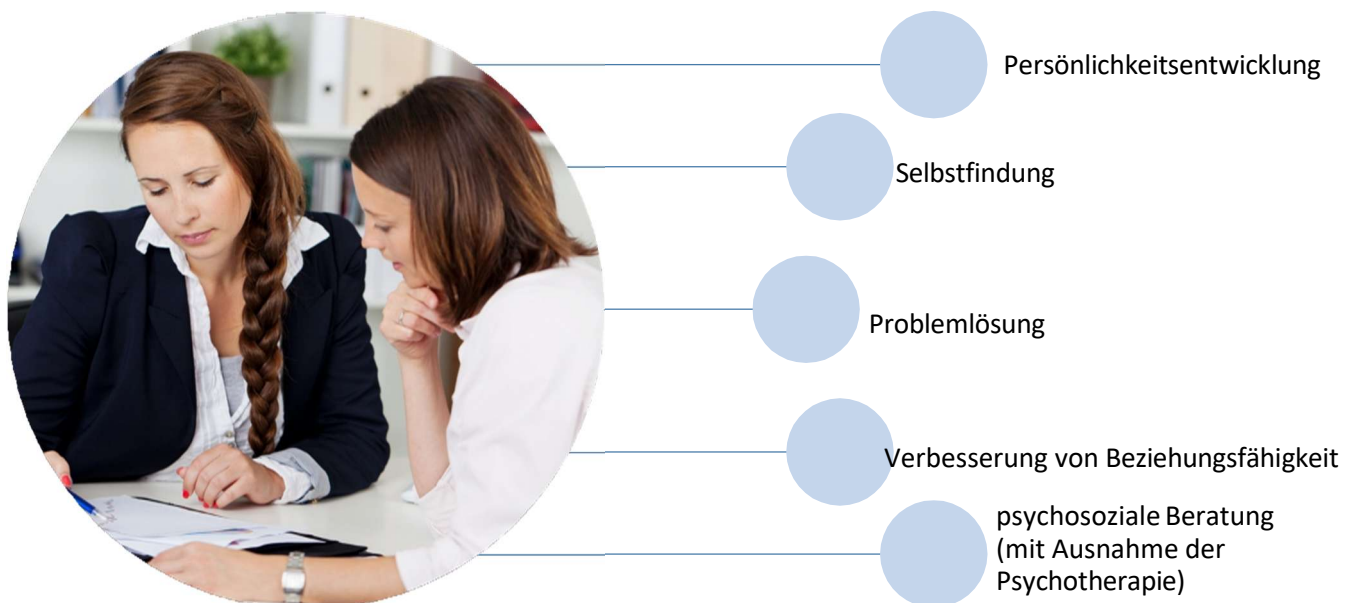 Persönlichkeitsentwicklung
Selbstfindung
Problemlösung
Verbesserung von Beziehungsfähigkeit
psychosoziale Beratung
(mit Ausnahme der
Psychotherapie)